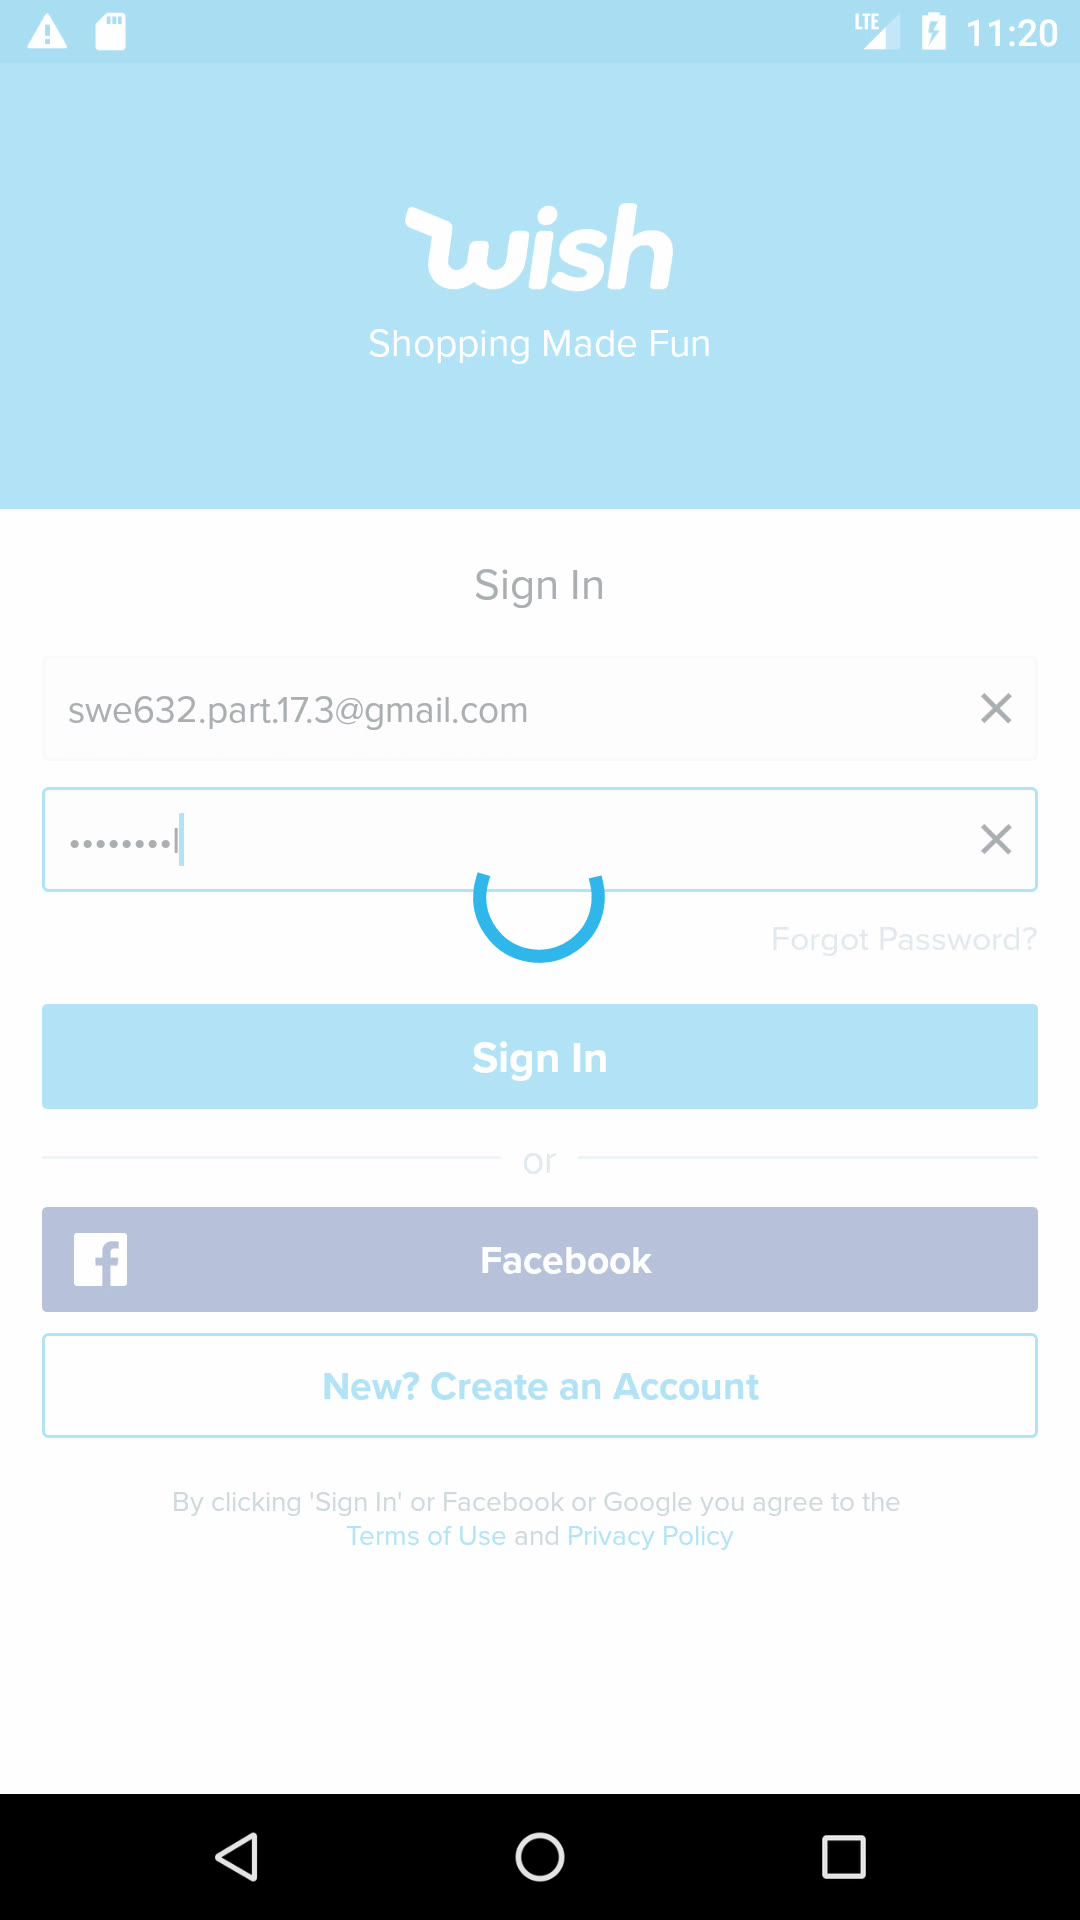 LTE 11:20
wish
Shopping Made Fun
Sign In
swe632.part.17.3@gmail.com
••••••••l
Forgot Password?
Sign In
or
Facebook
New? Create an Account
By clicking 'Sign In' or Facebook or Google you agree to the
Terms of Use and Privacy Policy